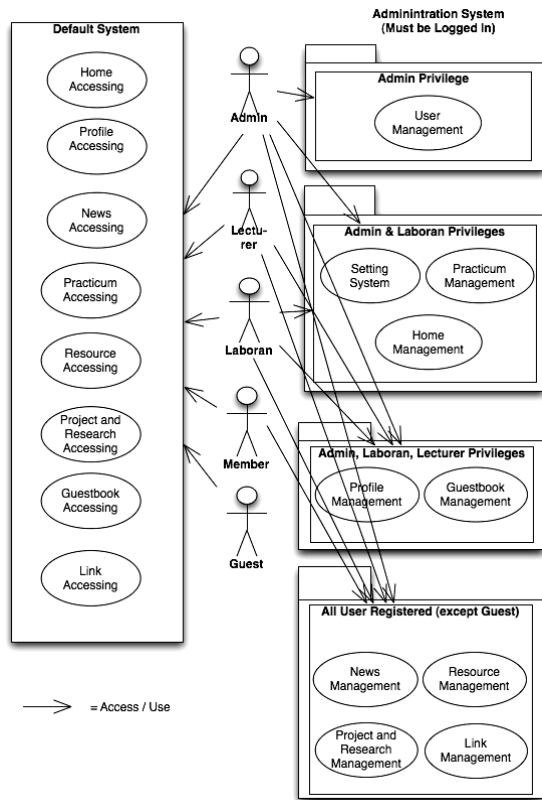 Default System
Home
Accessing
Profile
Accessing
News
Accessing
Practicum
Accessing
Resource
Accessing
Project and
Research
Accessing
Guestbook
Accessing
Link
Accessing
= Access / Use
Admin
Lectu-
rer
Laboran
Member
Guest
Adminintration System
(Must be Logged In)
Admin Privilege
User
Management
Admin & Laboran Privileges
Setting
System
Practicum
Management
Home
Management
Admin, Laboran, Lecturer Privileges
Profile
Management
Guestbook
Management
All User Registered (except Guest)
News
Management
Resource
Management
Project and
Research
Management
Link
Management